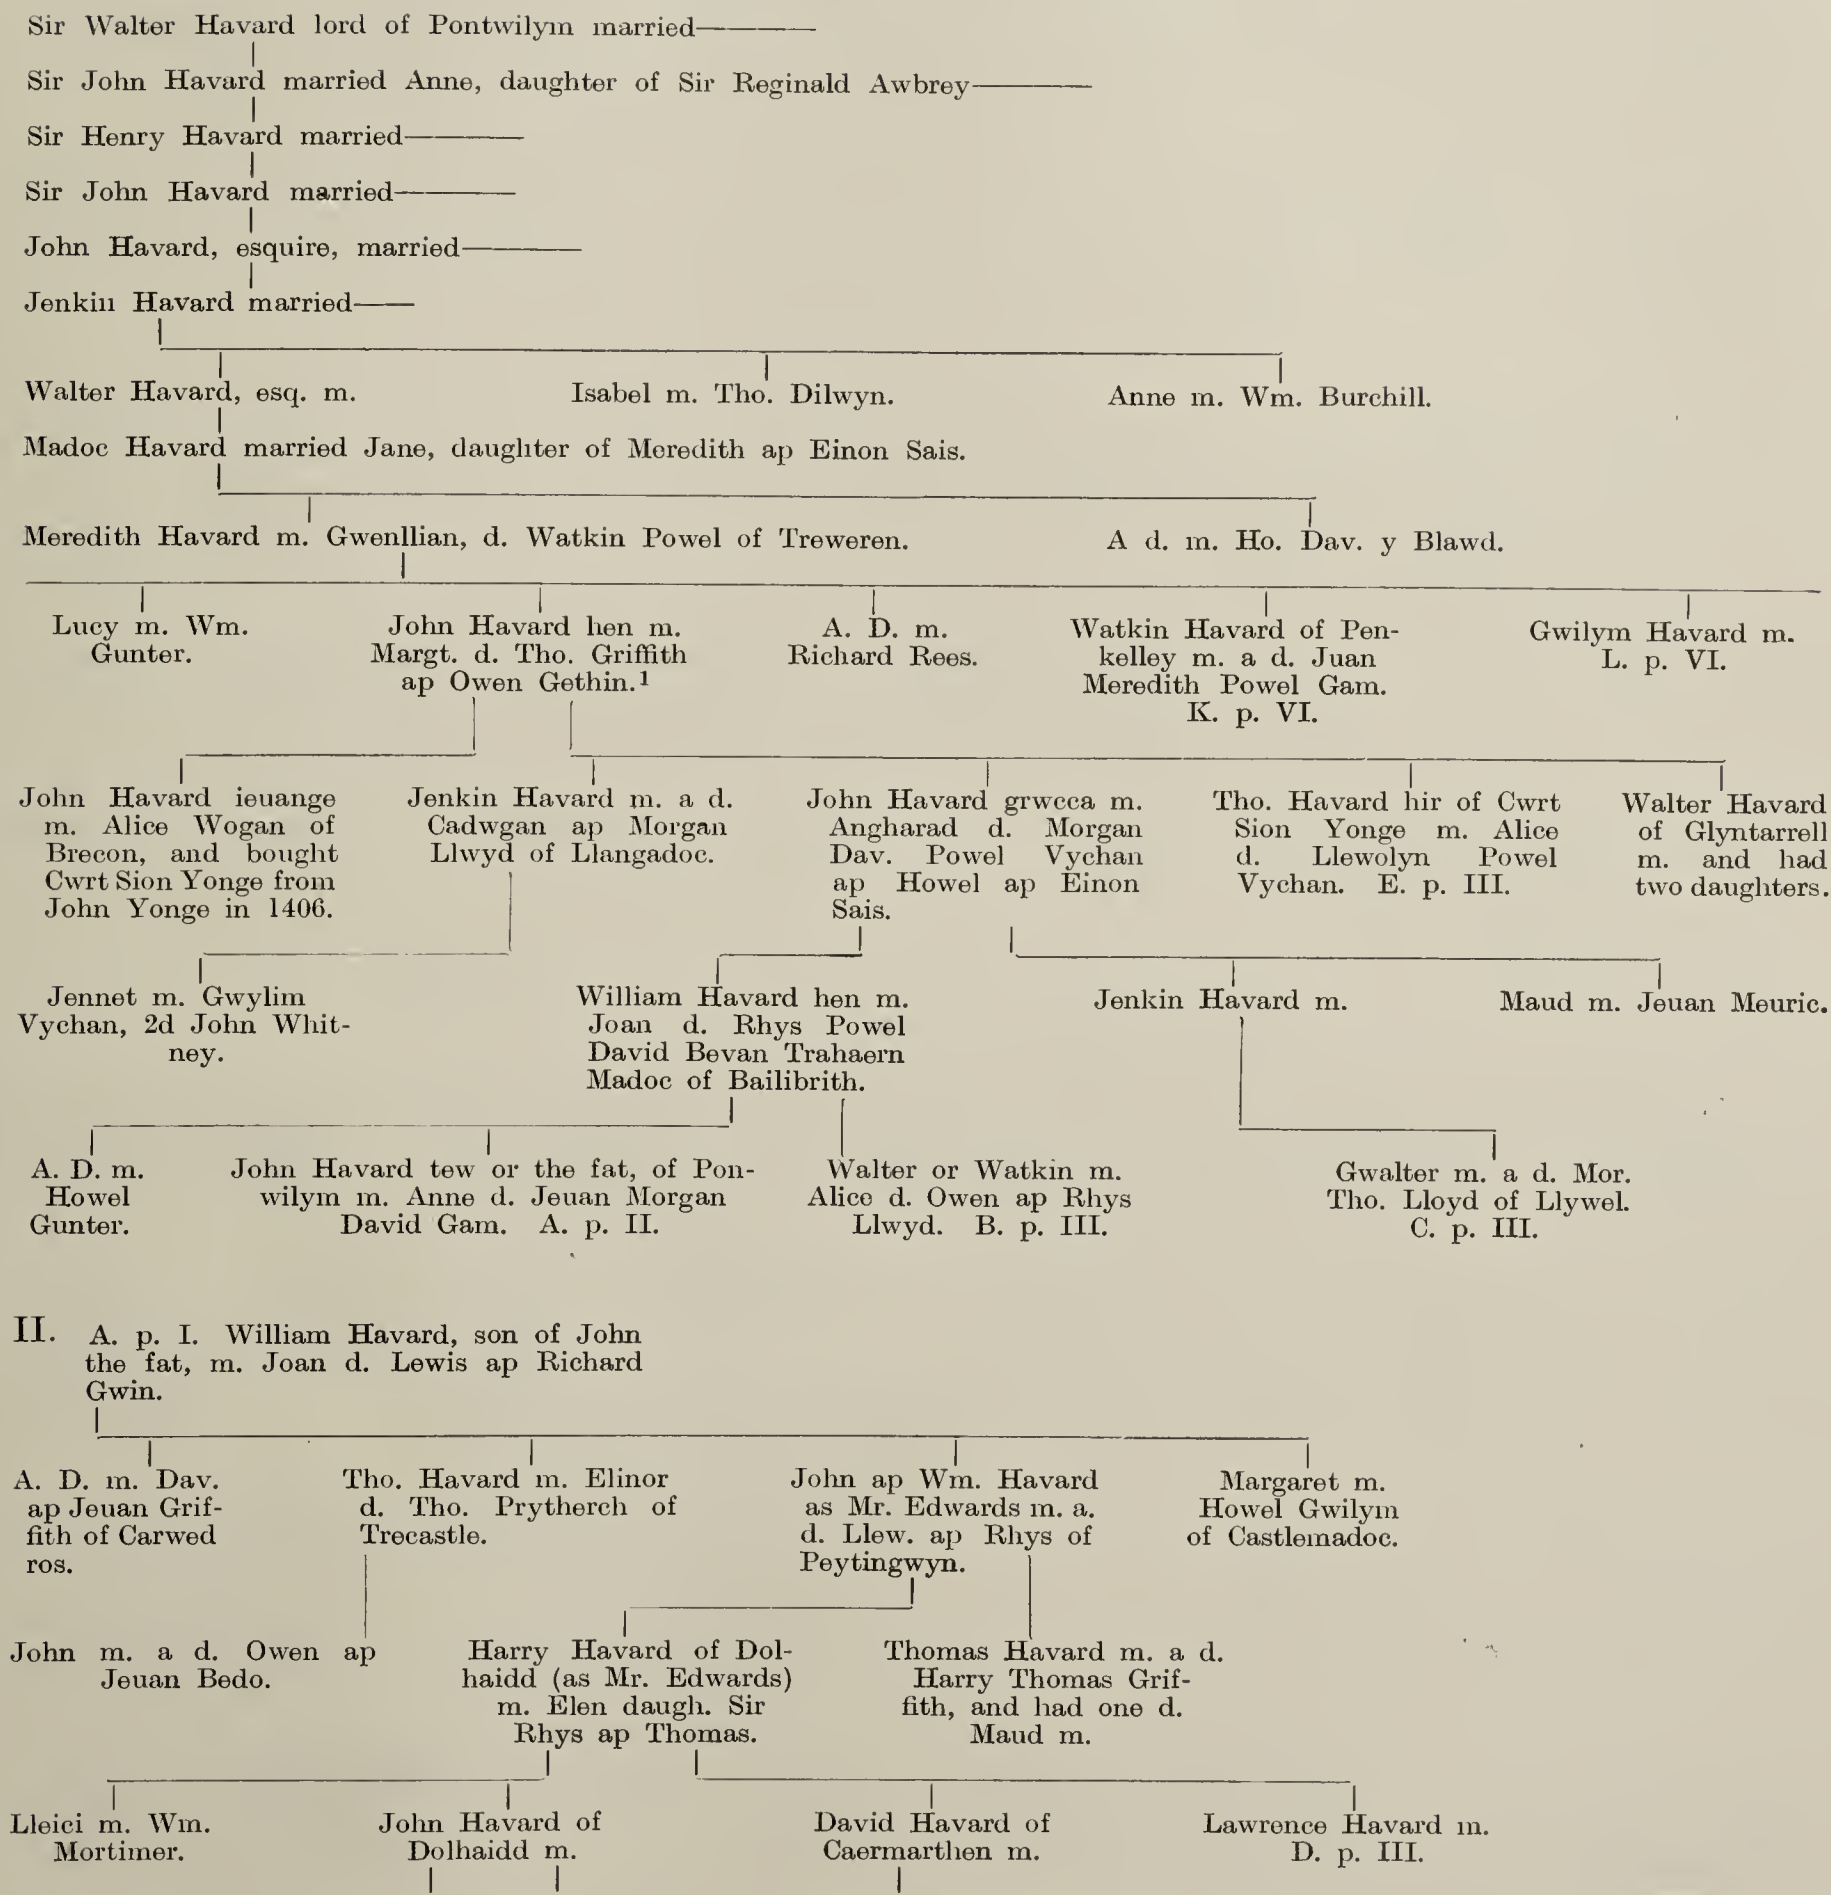 Sir Walter Havard lord of Pontwilym married
Sir John Havard married Anne, daughter of Sir Reginald Awbrey
Sir Henry Havard married
Sir John Havard married
John Havard, esquire, married
Jenkin Havard married
Walter Havard, esq. m.
Isabel m. Tho. Dilwyn.
Anne m. Wm. Burchill.
Madoc Havard married Jane, daughter of Meredith ap Einon Sais.
Meredith Havard m. Gwenllian, d. Watkin Powel of Treweren.
A d. m. Ho. Dav. y Blawd.
Lucy m. Wm.
Gunter.
John Havard hen m.
Margt. d. Tho. Griffith
ap Owen Gethin.1
A. D. m.
Richard Rees.
Watkin Havard of Pen-
kelley m. a d. Juan
Meredith Powel Gam.
K. p. VI.
Gwilym Havard m.
L. p. VI.
John Havard ieuange
m. Alice Wogan of
Brecon, and bought
Cwrt Sion Yonge from
John Yonge in 1406.
Jenkin Havard m. a d.
Cadwgan ap Morgan
Llwyd of Llangadoc.
John Havard grwcca m.
Angharad d. Morgan
Dav. Powel Vychan
ap Howel ap Einon
Sais.
Tho. Havard hir of Cwrt
Sion Yonge m. Alice
d. Llewolyn Powel
Vychan. E. p. III.
Walter Havard
of Glyntarrell
m. and had
two daughters.
Jennet m. Gwylim
Vychan, 2d John Whit-
ney.
William Havard hen m.
Joan d. Rhys Powel
David Bevan Trahaern
Madoc of Bailibrith.
Jenkin Havard m.
Maud m. Jeuan Meuric.
A. D. m.
Howel
Gunter.
John Havard tew or the fat, of Pon-
wilym m. Anne d. Jeuan Morgan
David Gam. A. p. II.
Walter or Watkin m.
Alice d. Owen ap Rhys
Llwyd. B. p. III.
Gwalter m. a d. Mor.
Tho. Lloyd of Llywel.
C. p. III.
II. A. p. I. William Havard, son of John
the fat, m. Joan d. Lewis ap Richard
Gwin.
A. D. m. Dav.
ap Jeuan Grif-
fith of Carwed
ros.
Tho. Havard m. Elinor
d. Tho. Prytherch of
Trecastle.
John ap Wm. Havard
as Mr. Edwards m. a.
d. Llew. ap Rhys of
Peytingwyn.
Margaret m.
Howel Gwilym
of Castlemadoc.
John m. a d. Owen ap
Jeuan Bedo.
Harry Havard of Dol-
haidd (as Mr. Edwards)
m. Elen daugh. Sir
Rhys ap Thomas.
Thomas Havard m. a d.
Harry Thomas Grif-
fith, and had one d.
Maud m.
Lleici m. Wm.
Mortimer.
John Havard of
Dolhaidd m.
David Havard of
Caermarthen m.
Lawrence Havard m.
D. p. III.